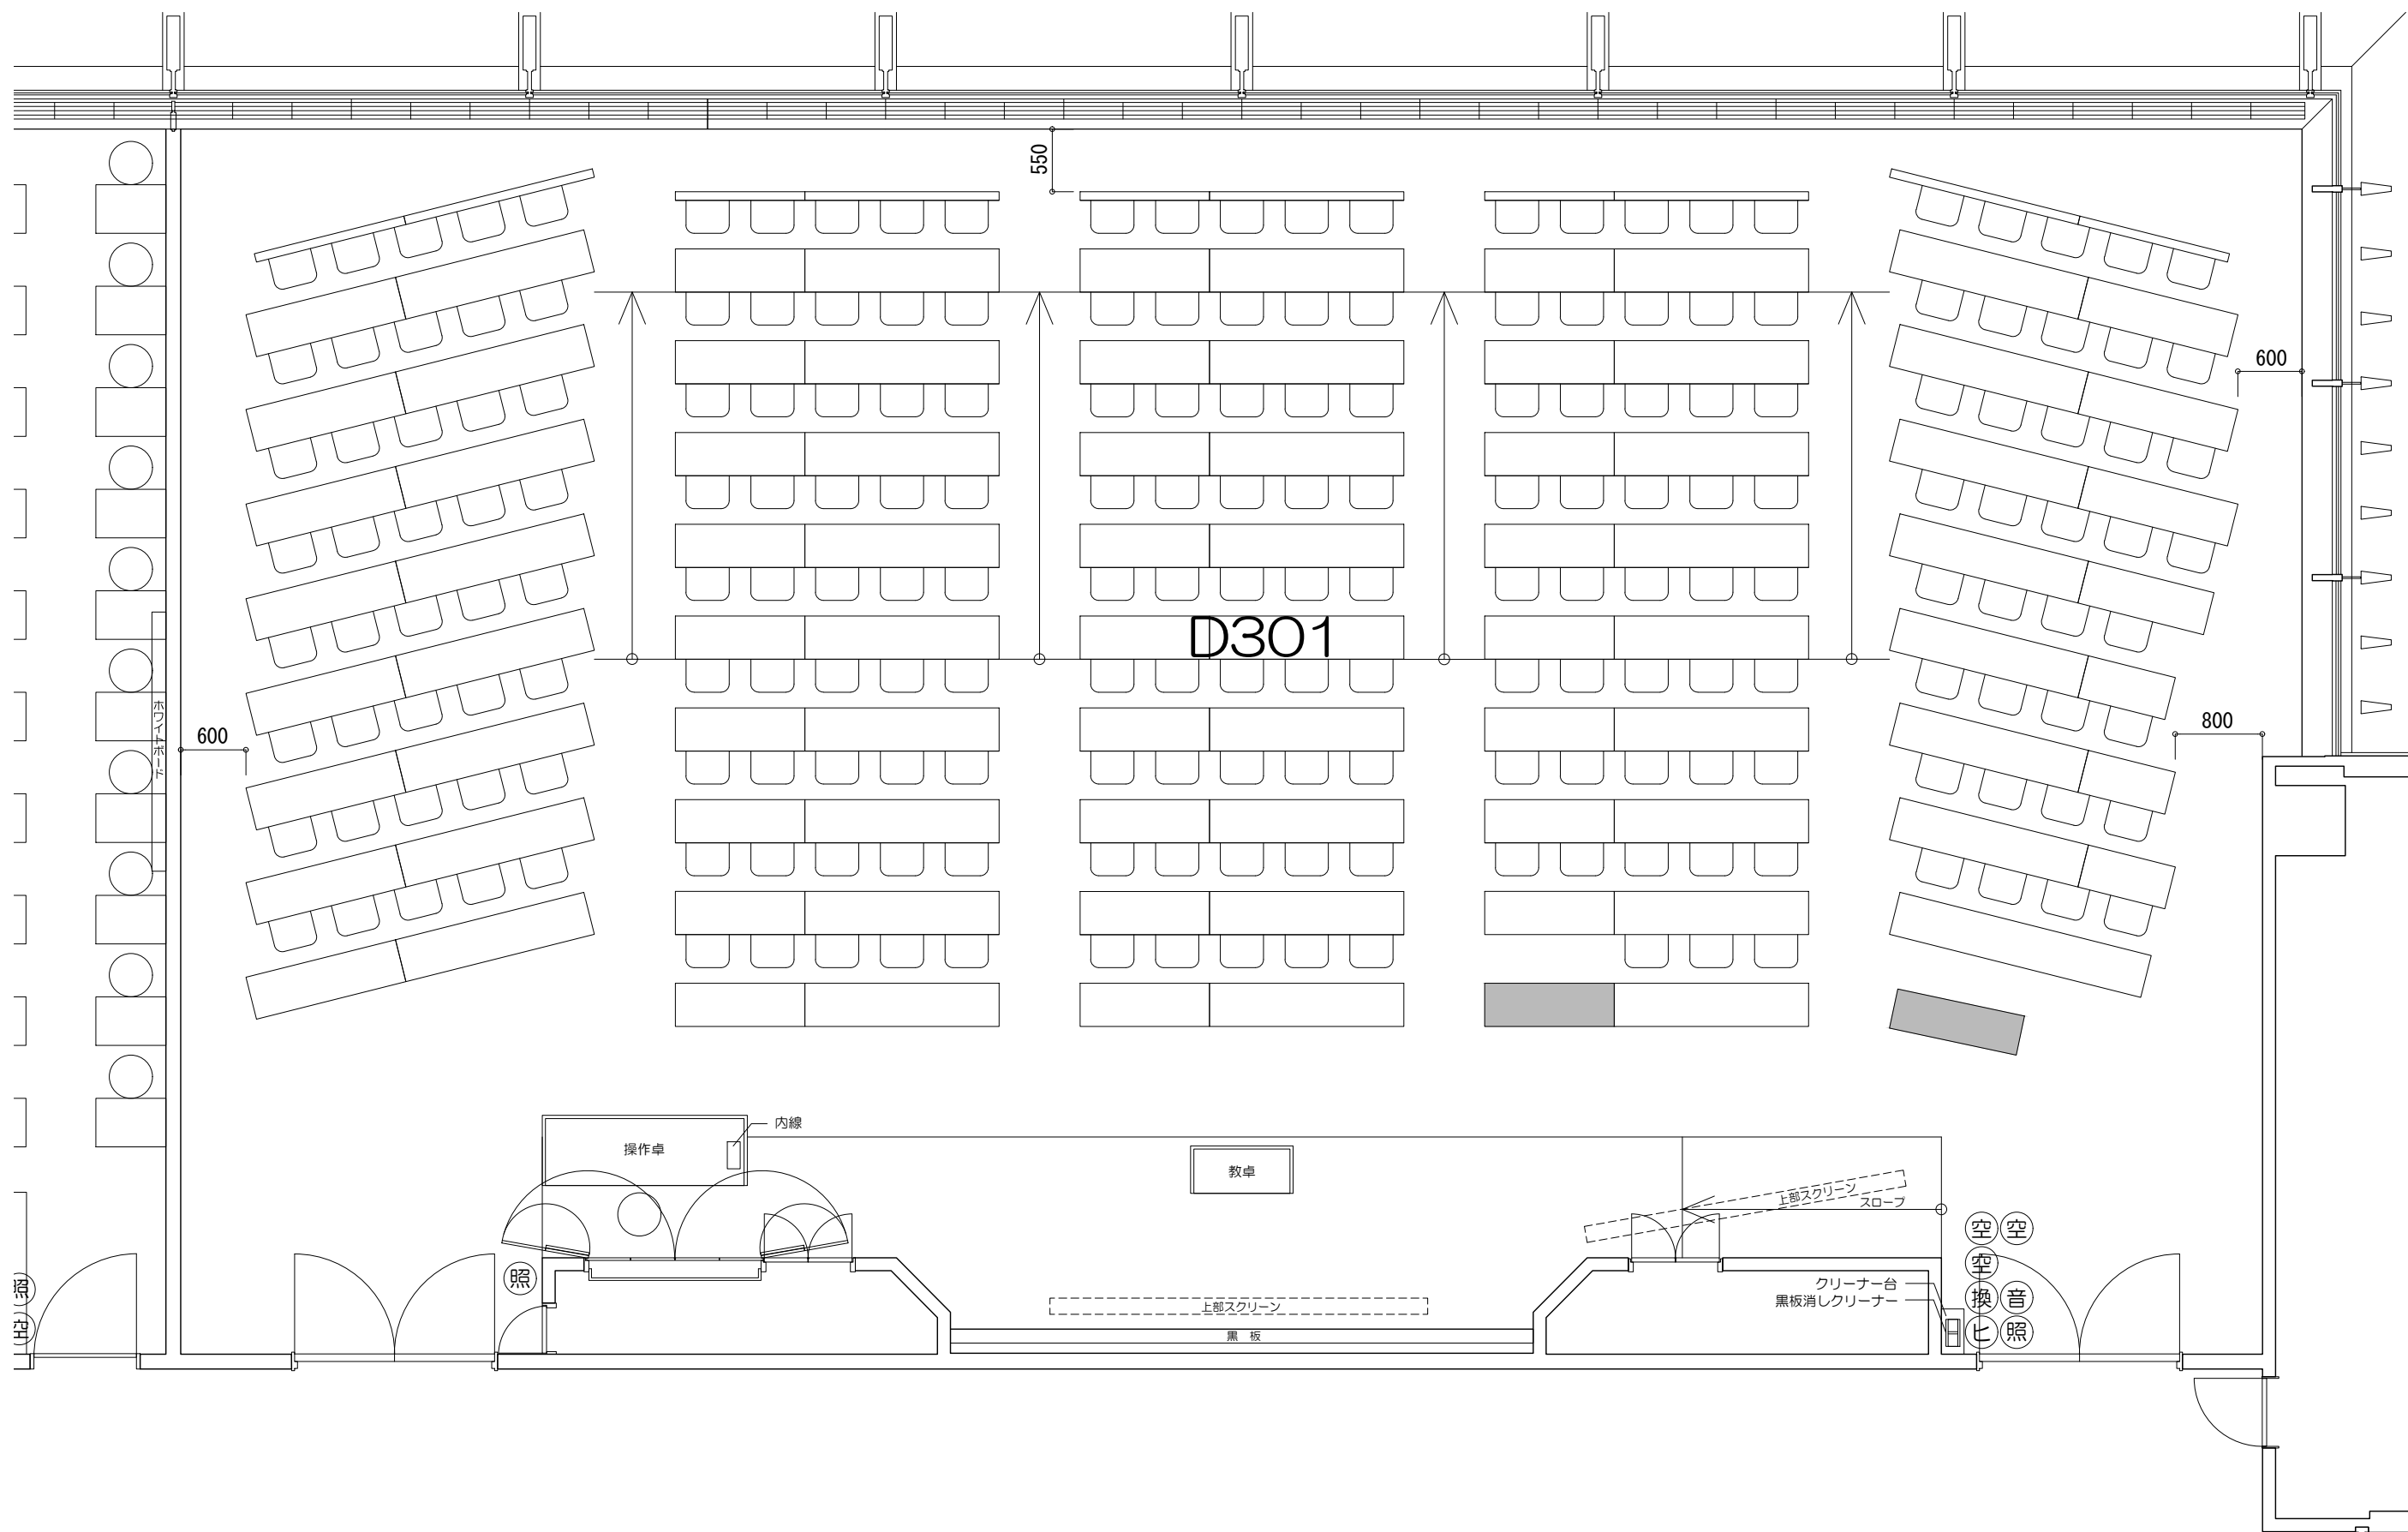 550
600
D301
ホワイトボード
600
800
内線
操作卓
教卓
上部スクリーン
スロープ
空 空
照
照
空
クリーナー台
黒板消しクリーナー
換 音
上部スクリーン
空
ヒ 照
黒 板